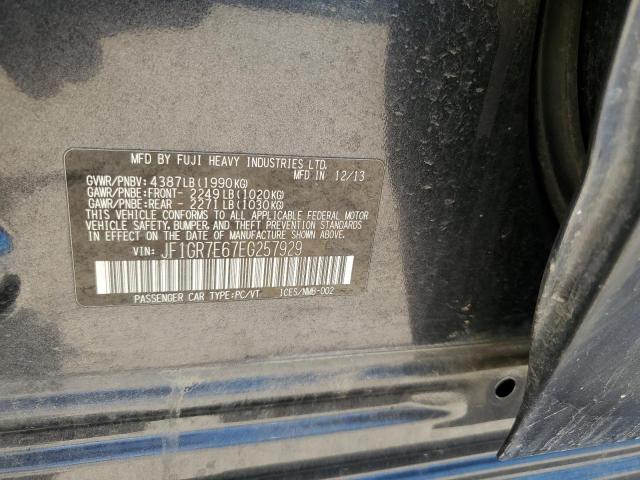 MFD BY FUJI HEAVY INDUSTRIES LTD.
MFD IN 12/13
GVWR/PNBV: 4387LB (1990KG)
GAWR/PNBE:FRONT- 2249LB (1020KG)
GAWR/PNBE:REAR - 2271LB (1030KG)
THIS VEHICLE CONFORMS TO ALL APPLICABLE FEDERAL MOTOR
VEHICLE SAFETY, BUMPER, AND THEFT PREVENTION STANDARDS
IN EFFECT ON THE DATE OF MANUFACTURE SHOWN ABOVE.
VIN: JF1GR7E67EG257929
PASSENGER CAR TYPE:PC/VT ICES/NMB-002